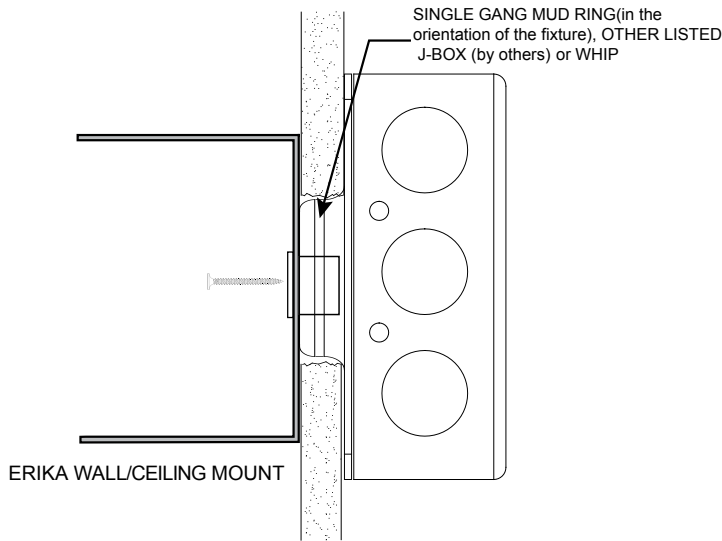 SINGLE GANG MUD RING(in the
orientation of the fixture), OTHER LISTED
J-BOX (by others) or WHIP
ERIKA WALL/CEILING MOUNT